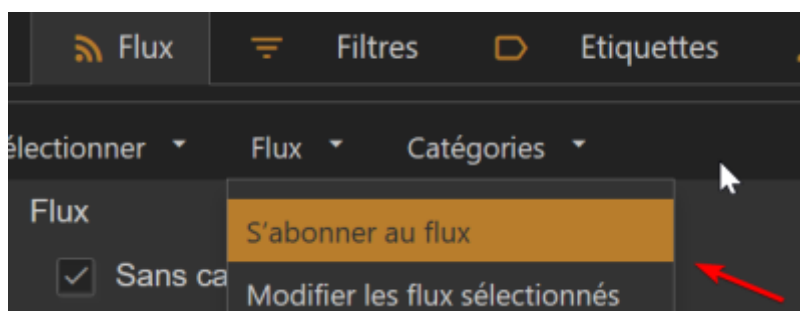 Flux Filtres Etiquettes
électionner Flux Catégories
Flux
S'abonner au flux
Sans ca
Modifier les flux sélectionnés